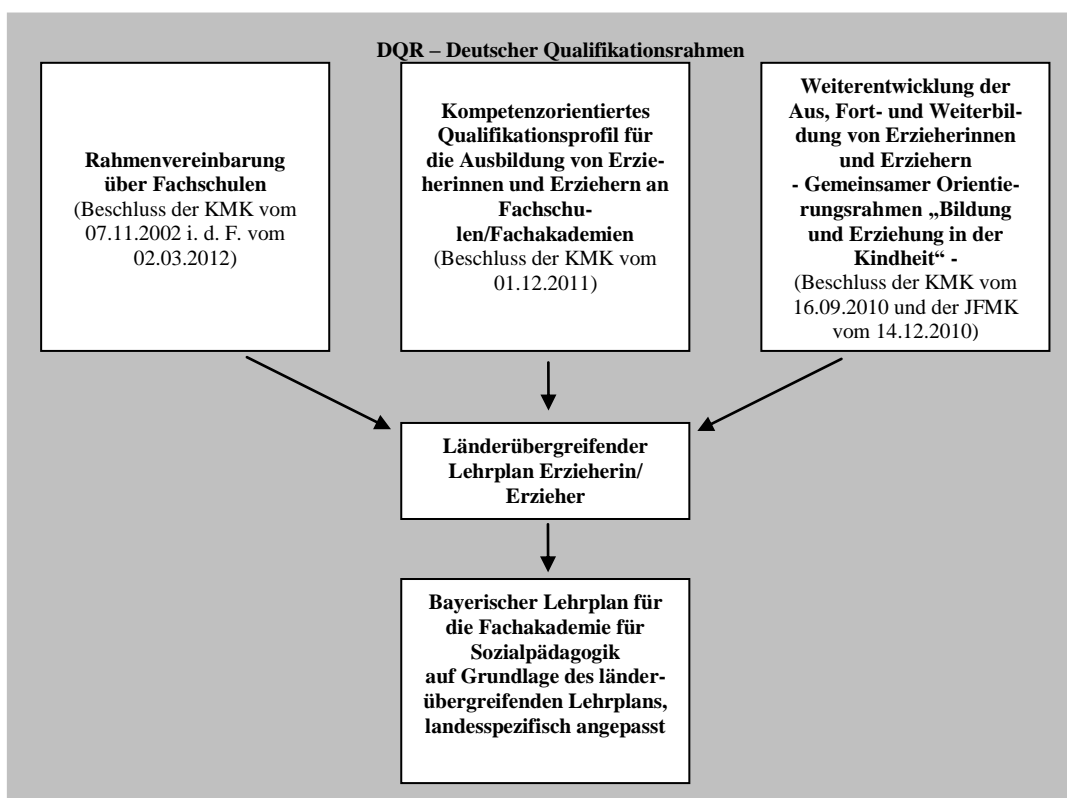 DQR – Deutscher Qualifikationsrahmen
Rahmenvereinbarung
über Fachschulen
(Beschluss der KMK vom
07.11.2002 i. d. F. vom
02.03.2012)
Kompetenzorientiertes
Qualifikationsprofil für
die Ausbildung von Erzie-
herinnen und Erziehern an
Fachschu-
len/Fachakademien
(Beschluss der KMK vom
01.12.2011)
Weiterentwicklung der
Aus, Fort- und Weiterbil-
dung von Erzieherinnen
und Erziehern
- Gemeinsamer Orientie-
rungsrahmen „Bildung
und Erziehung in der
Kindheit“ -
(Beschluss der KMK vom
16.09.2010 und der JFMK
vom 14.12.2010)
Länderübergreifender
Lehrplan Erzieherin/
Erzieher
Bayerischer Lehrplan für
die Fachakademie für
Sozialpädagogik
auf Grundlage des länder-
übergreifenden Lehrplans,
landesspezifisch angepasst